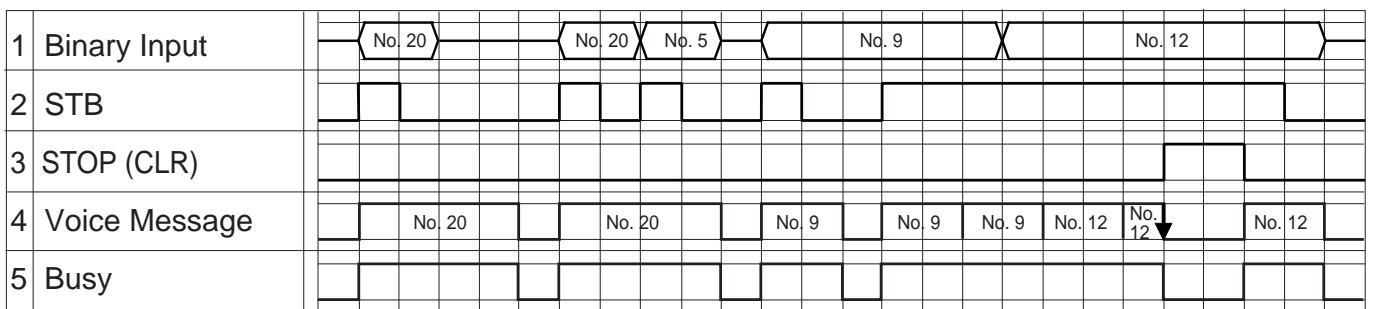 1 Binary Input No. 20 No. 20 No. 5 No. 9 No. 12
2 STB
3 STOP (CLR)
4 Voice Message No. 20 No. 20 No. 9 No. 9 No. 9 No. 12 No. 12 No. 12
5 Busy